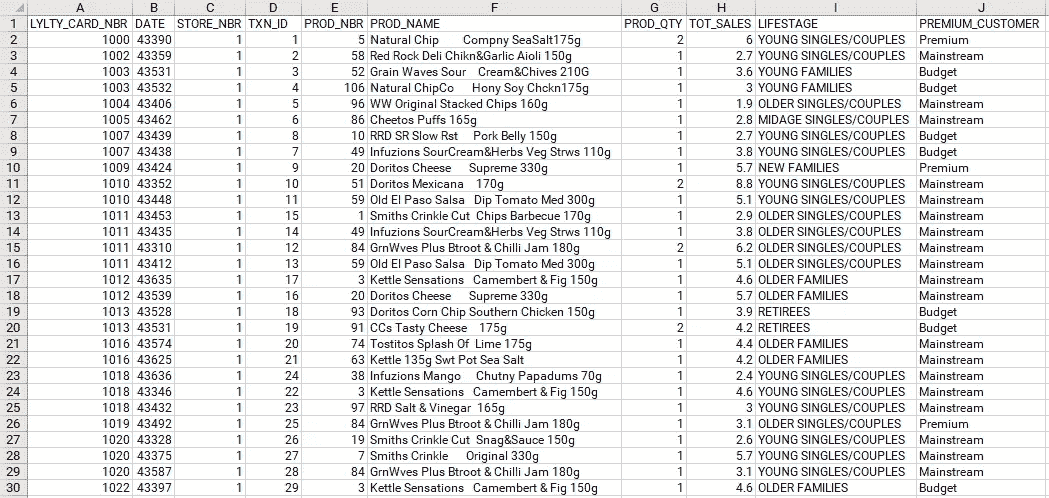 A B C D E F G H I J
1 LYLTY_CARD_NBR DATE STORE_NBR TXN_ID PROD_NBR PROD_NAME PROD_QTY TOT_SALES LIFESTAGE PREMIUM_CUSTOMER
2 1000 43390 1 1 5 Natural Chip Compny SeaSalt175g 2 6 YOUNG SINGLES/COUPLES Premium
3 1002 43359 1 2 58 Red Rock Deli Chikn&Garlic Aioli 150g 1 2.7 YOUNG SINGLES/COUPLES Mainstream
4 1003 43531 1 3 52 Grain Waves Sour Cream&Chives 210G 1 3.6 YOUNG FAMILIES Budget
5 1003 43532 1 4 106 Natural ChipCo Hony Soy Chckn175g 1 3 YOUNG FAMILIES Budget
6 1004 43406 1 5 96 WW Original Stacked Chips 160g 1 1.9 OLDER SINGLES/COUPLES Mainstream
7 1005 43462 1 6 86 Cheetos Puffs 165g 1 2.8 MIDAGE SINGLES/COUPLES Mainstream
8 1007 43439 1 8 10 RRD SR Slow Rst Pork Belly 150g 1 2.7 YOUNG SINGLES/COUPLES Budget
9 1007 43438 1 7 49 Infuzions SourCream&Herbs Veg Strws 110g 1 3.8 YOUNG SINGLES/COUPLES Budget
10 1009 43424 1 9 20 Doritos Cheese Supreme 330g 1 5.7 NEW FAMILIES Premium
11 1010 43352 1 10 51 Doritos Mexicana 170g 2 8.8 YOUNG SINGLES/COUPLES Mainstream
12 1010 43448 1 11 59 Old El Paso Salsa Dip Tomato Med 300g 1 5.1 YOUNG SINGLES/COUPLES Mainstream
13 1011 43453 1 15 1 Smiths Crinkle Cut Chips Barbecue 170g 1 2.9 OLDER SINGLES/COUPLES Mainstream
14 1011 43435 1 14 49 Infuzions SourCream&Herbs Veg Strws 110g 1 3.8 OLDER SINGLES/COUPLES Mainstream
15 1011 43310 1 12 84 GrnWves Plus Btroot & Chilli Jam 180g 2 6.2 OLDER SINGLES/COUPLES Mainstream
16 1011 43412 1 13 59 Old El Paso Salsa Dip Tomato Med 300g 1 5.1 OLDER SINGLES/COUPLES Mainstream
17 1012 43635 1 17 3 Kettle Sensations Camembert & Fig 150g 1 4.6 OLDER FAMILIES Mainstream
18 1012 43539 1 16 20 Doritos Cheese Supreme 330g 1 5.7 OLDER FAMILIES Mainstream
19 1013 43528 1 18 93 Doritos Corn Chip Southern Chicken 150g 1 3.9 RETIREES Budget
20 1013 43531 1 19 91 CCs Tasty Cheese 175g 2 4.2 RETIREES Budget
21 1016 43574 1 20 74 Tostitos Splash Of Lime 175g 1 4.4 OLDER FAMILIES Mainstream
22 1016 43625 1 21 63 Kettle 135g Swt Pot Sea Salt 1 4.2 OLDER FAMILIES Mainstream
23 1018 43636 1 24 38 Infuzions Mango Chutny Papadums 70g 1 2.4 YOUNG SINGLES/COUPLES Mainstream
24 1018 43346 1 22 3 Kettle Sensations Camembert & Fig 150g 1 4.6 YOUNG SINGLES/COUPLES Mainstream
25 1018 43432 1 23 97 RRD Salt & Vinegar 165g 1 3 YOUNG SINGLES/COUPLES Mainstream
26 1019 43492 1 25 84 GrnWves Plus Btroot & Chilli Jam 180g 1 3.1 OLDER SINGLES/COUPLES Premium
27 1020 43328 1 26 19 Smiths Crinkle Cut Snag&Sauce 150g 1 2.6 YOUNG SINGLES/COUPLES Mainstream
28 1020 43375 1 27 7 Smiths Crinkle Original 330g 1 5.7 YOUNG SINGLES/COUPLES Mainstream
29 1020 43587 1 28 84 GrnWves Plus Btroot & Chilli Jam 180g 1 3.1 YOUNG SINGLES/COUPLES Mainstream
30 1022 43397 1 29 3 Kettle Sensations Camembert & Fig 150g 1 4.6 OLDER FAMILIES Budget